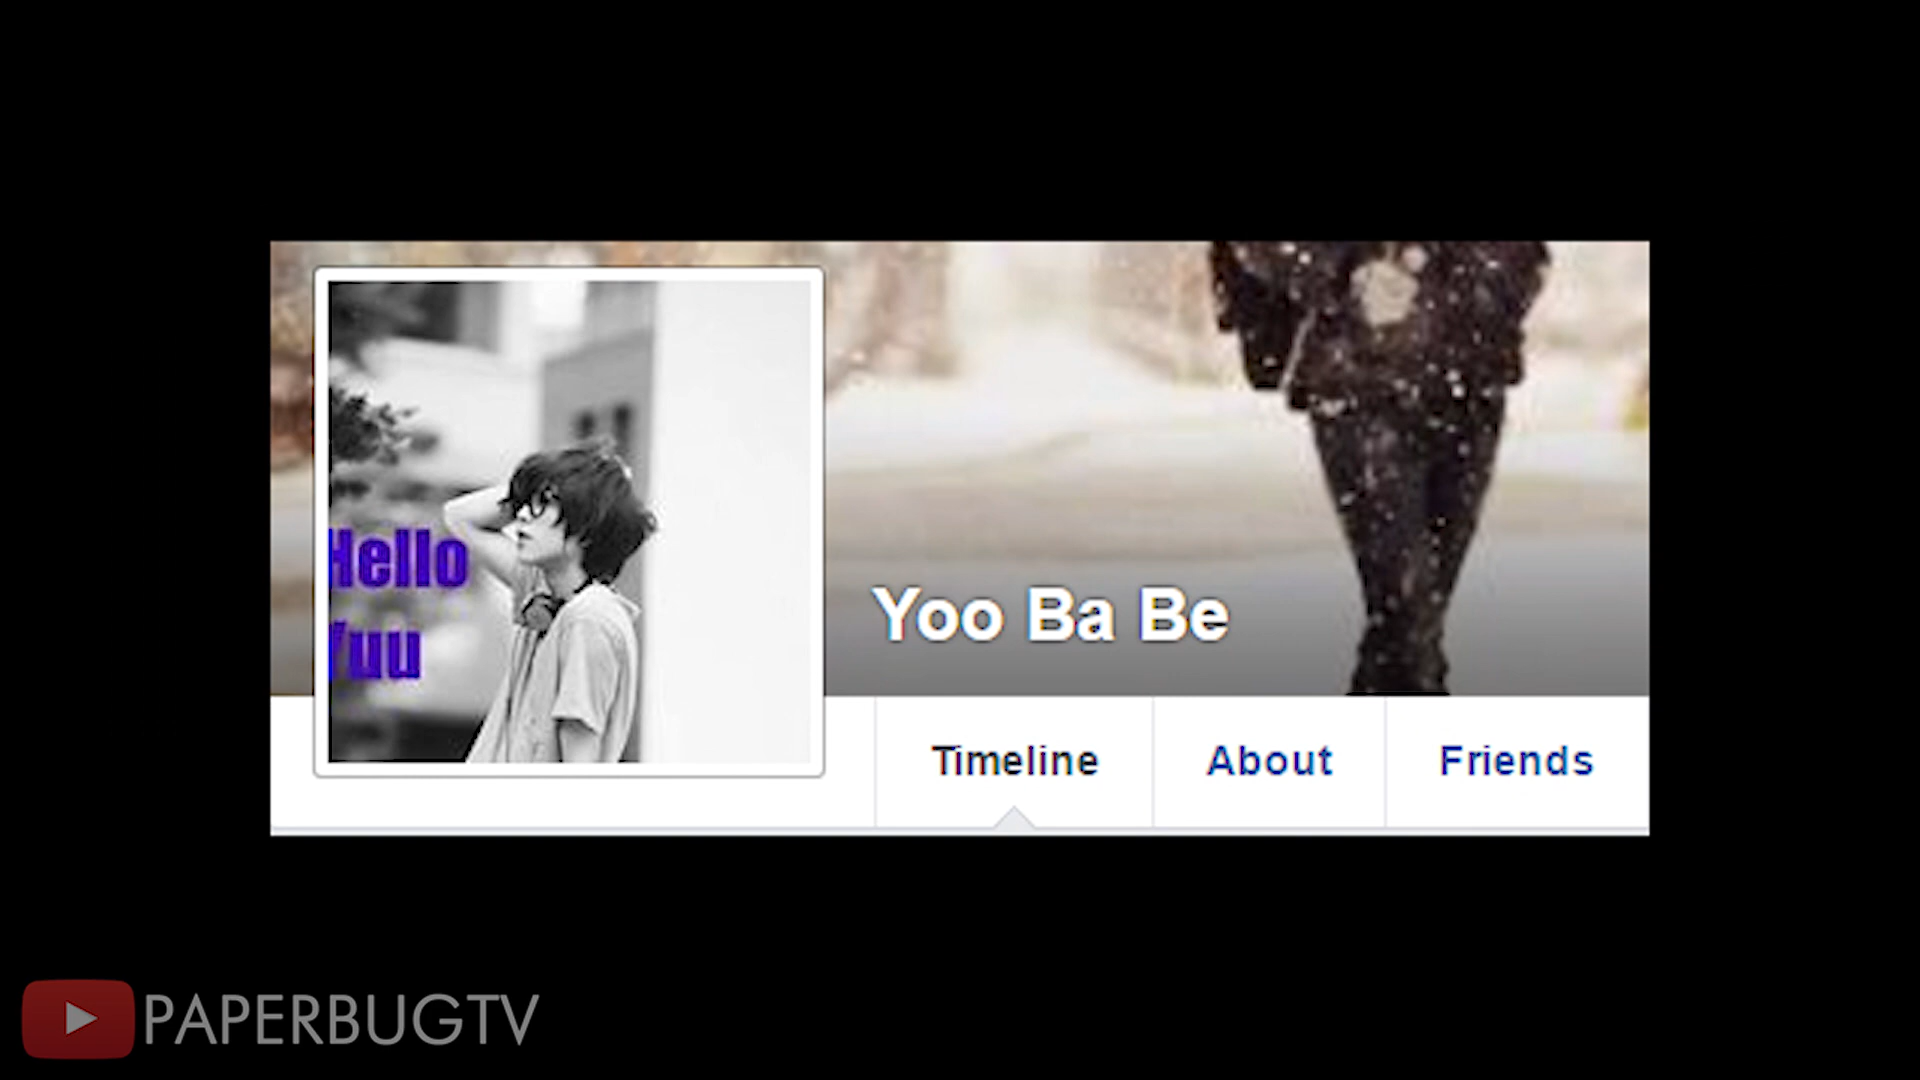 Hello
Yuu
Yoo Ba Be
Timeline
About
Friends
PAPERBUGTV